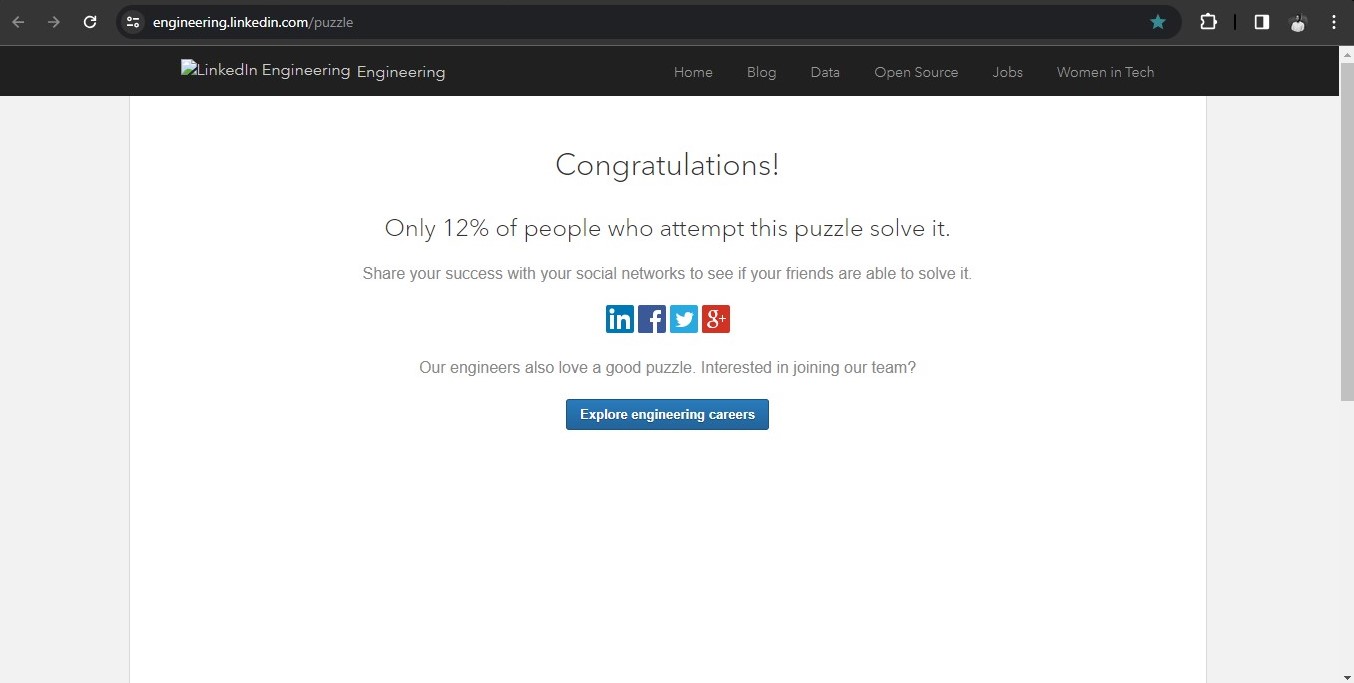 engineering.linkedin.com/puzzle
LinkedIn Engineering Engineering Home Blog Data Open Source Jobs Women in Tech
Congratulations!
Only 12% of people who attempt this puzzle solve it.
Share your success with your social networks to see if your friends are able to solve it.
in f g+
Our engineers also love a good puzzle. Interested in joining our team?
Explore engineering careers